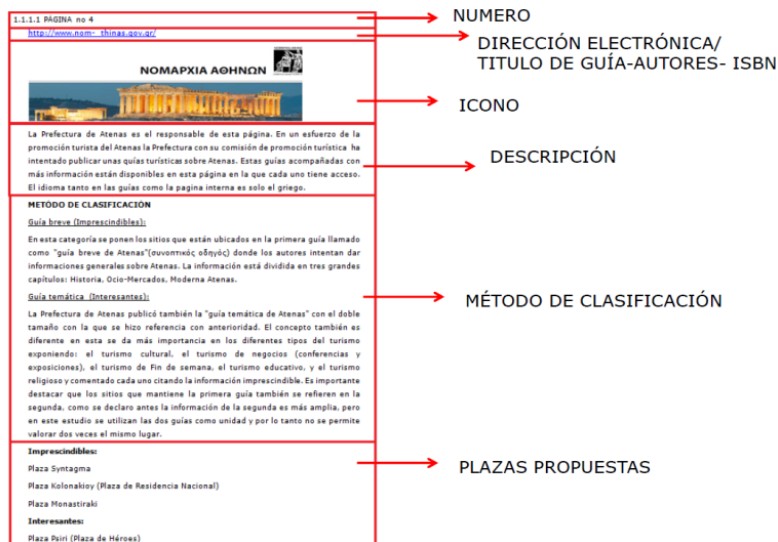 1.1.1.1 PÁGINA no 4
http://www.nom- thinas.gov.gr/
ΝΟΜΑΡΧΙΑ ΑΘΗΝΩΝ
La Prefectura de Atenas es el responsable de esta página. En un esfuerzo de la
promoción turista del Atenas la Prefectura con su comisión de promoción turística ha
intentado publicar unas quías turísticas sobre Atenas. Estas guías acompañadas con
más información están disponibles en esta página en la que cada uno tiene acceso.
El idioma tanto en las guías como la pagina interna es solo el griego.
METÓDO DE CLASIFICACIÓN
Guía breve (Imprescindibles):
En esta categoría se ponen los sitios que están ubicados en la primera guía llamado
como "guía breve de Atenas"(συνοπτικός οδηγός) donde los autores intentan dar
informaciones generales sobre Atenas. La información está dividida en tres grandes
capítulos: Historia, Ocio-Mercados, Moderna Atenas.
Guía temática (Interesantes):
La Prefectura de Atenas publicó también la "guía temática de Atenas" con el doble
tamaño con la que se hizo referencia con anterioridad. El concepto también es
diferente en esta se da más importancia en los diferentes tipos del turismo
exponiendo: el turismo cultural, el turismo de negocios (conferencias y
exposiciones), el turismo de Fin de semana, el turismo educativo, y el turismo
religioso y comentado cada uno citando la información imprescindible. Es importante
destacar que los sitios que mantiene la primera guía también se refieren en la
segunda, como se declaro antes la información de la segunda es más amplia, pero
en este estudio se utilizan las dos guías como unidad y por lo tanto no se permite
valorar dos veces el mismo lugar.
Imprescindibles:
Plaza Syntagma
Plaza Kolonakioy (Plaza de Residencia Nacional)
Plaza Monastiraki
Interesantes:
Plaza Psiri (Plaza de Héroes)
NUMERO
DIRECCIÓN ELECTRÓNICA/
TITULO DE GUÍA-AUTORES- ISBN
ICONO
DESCRIPCIÓN
MÉTODO DE CLASIFICACIÓN
PLAZAS PROPUESTAS